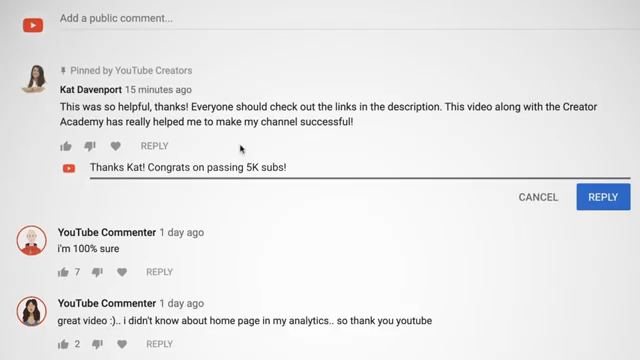 Add a public comment...
Pinned by YouTube Creators
Kat Davenport 15 minutes ago
This was so helpful, thanks! Everyone should check out the links in the description. This video along with the Creator
Academy has really helped me to make my channel successful!
REPLY
Thanks Kat! Congrats on passing 5K subs!
CANCEL REPLY
YouTube Commenter 1 day ago
i'm 100% sure
7 REPLY
YouTube Commenter 1 day ago
great video :).. i didn't know about home page in my analytics.. so thank you youtube
2 REPLY